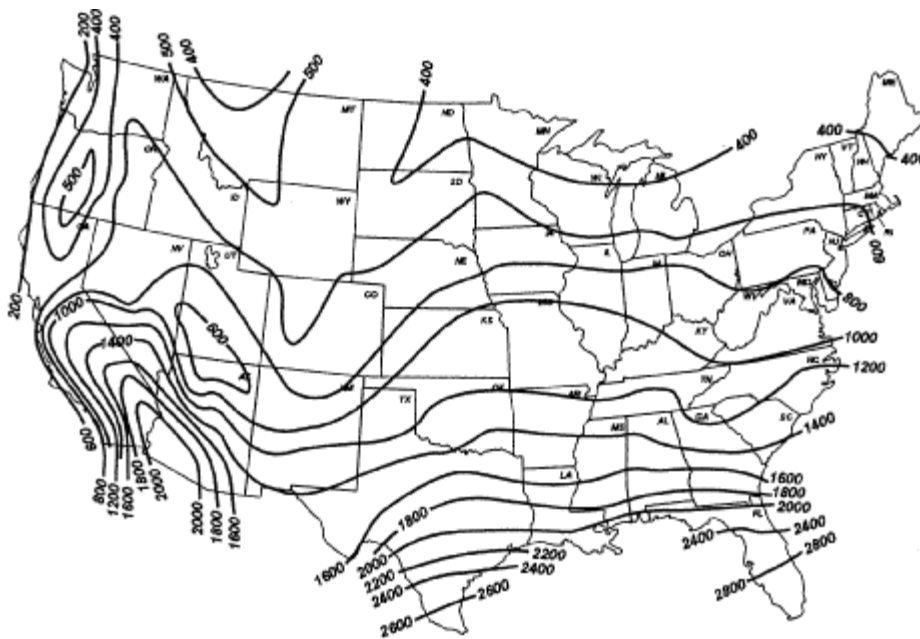 200
400
400
500
400
500
400
400
400
WA
MT
ND
MN
ME
OR
ID
WY
SD
WI
MI
NY
VT
NH
MA
CA
NV
UT
CO
NE
IA
IL
IN
OH
PA
NJ
600
500
200
600
1000
1400
KS
MO
KY
WV
VA
MD
800
1000
1200
AZ
NM
TX
OK
AR
TN
NC
SC
MS
AL
GA
LA
FL
1400
1600
1800
2000
600
800
1200
1600
1800
2000
2000
1800
1600
1600
1800
2000
2200
2400
2200
2400
2600
2600
2400
2400
2800
2800